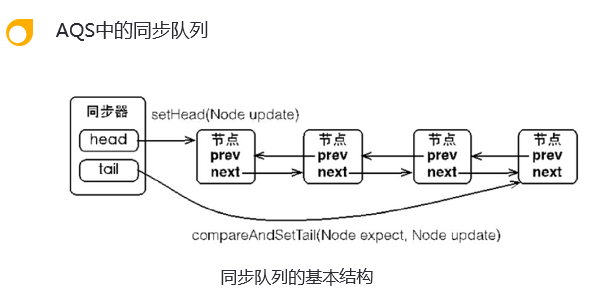 AQS中的同步队列
同步器
head
tail
setHead(Node update)
节点
prev
next
节点
prev
next
节点
prev
next
节点
prev
next
compareAndSetTail(Node expect, Node update)
同步队列的基本结构